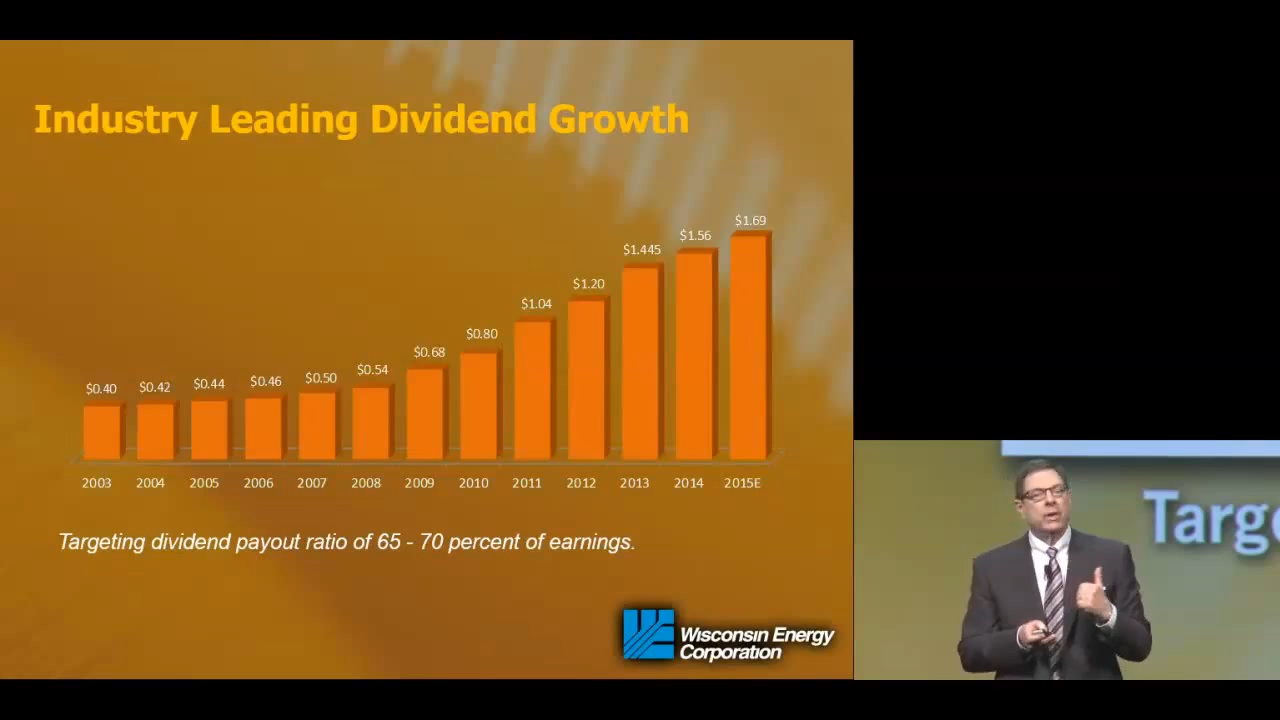 Industry Leading Dividend Growth
$0.40 $0.42 $0.44 $0.46 $0.50 $0.54 $0.68 $0.80 $1.04 $1.20 $1.445 $1.56 $1.69
2003 2004 2005 2006 2007 2008 2009 2010 2011 2012 2013 2014 2015E
Targeting dividend payout ratio of 65 - 70 percent of earnings.
Wisconsin Energy
Corporation